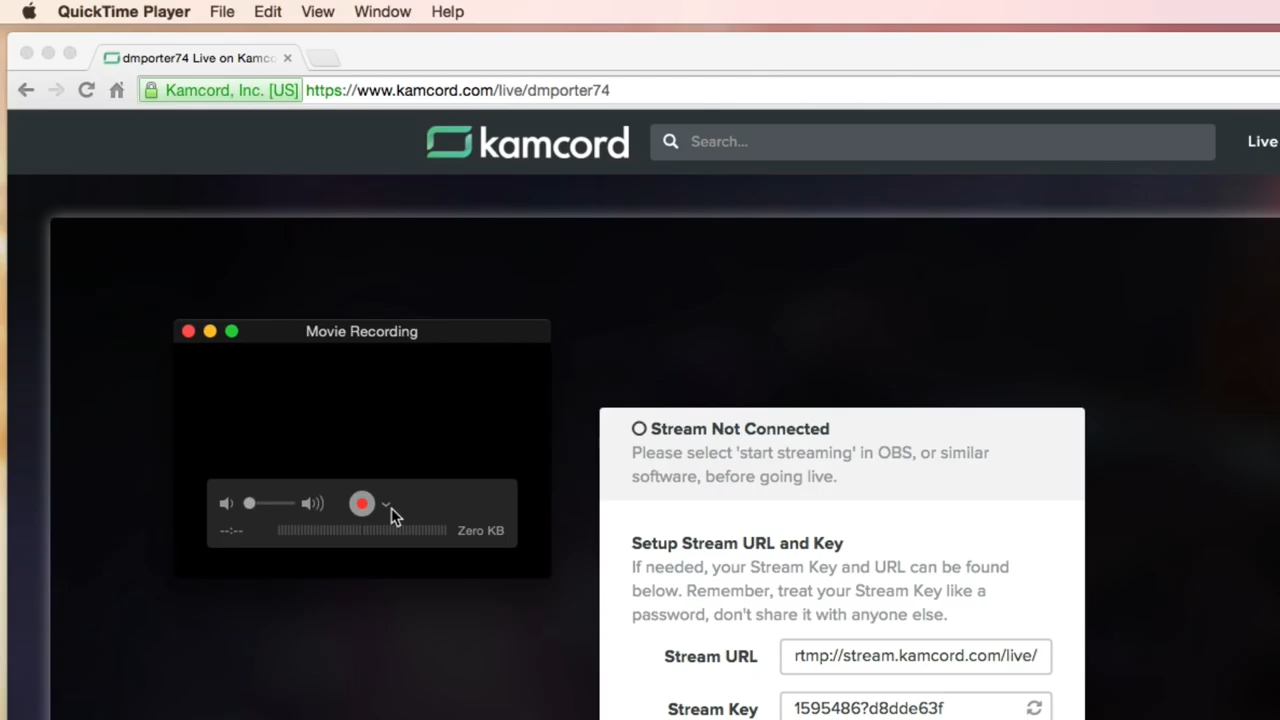 QuickTime Player File Edit View Window Help
dmporter74 Live on Kamco
Kamcord, Inc. [US] https://www.kamcord.com/live/dmporter74
kamcord Search... Live
Movie Recording
--:-- Zero KB
Stream Not Connected
Please select 'start streaming' in OBS, or similar
software, before going live.
Setup Stream URL and Key
If needed, your Stream Key and URL can be found
below. Remember, treat your Stream Key like a
password, don't share it with anyone else.
Stream URL rtmp://stream.kamcord.com/live/
Stream Key 1595486?d8dde63f